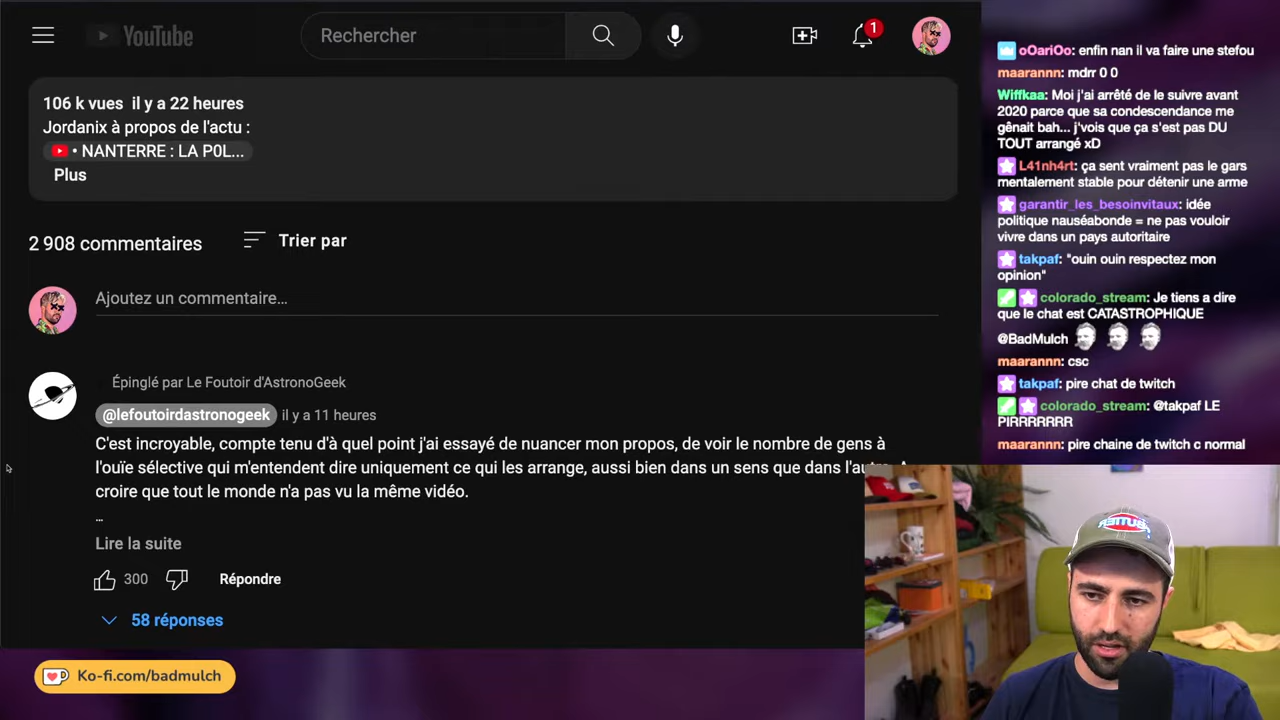 YouTube
Rechercher
1
106 k vues il y a 22 heures
Jordanix à propos de l'actu :
• NANTERRE : LA P0L...
Plus
2 908 commentaires
Trier par
Ajoutez un commentaire...
Épinglé par Le Foutoir d'AstronoGeek
@lefoutoirdastronogeek il y a 11 heures
C'est incroyable, compte tenu d'à quel point j'ai essayé de nuancer mon propos, de voir le nombre de gens à
l'ouïe sélective qui m'entendent dire uniquement ce qui les arrange, aussi bien dans un sens que dans
croire que tout le monde n'a pas vu la même vidéo.
...
Lire la suite
300
Répondre
58 réponses
Ko-fi.com/badmulch
oOariOo: enfin nan il va faire une stefou
maarannn: mdrr 0 0
Wiffkaa: Moi j'ai arrêté de le suivre avant
2020 parce que sa condescendance me
gênait bah... j'vois que ça s'est pas DU
TOUT arrangé xD
L41nh4rt: ça sent vraiment pas le gars
mentalement stable pour détenir une arme
garantir_les_besoinvitaux: idée
politique nauséabonde = ne pas vouloir
vivre dans un pays autoritaire
takpaf: "ouin ouin respectez mon
opinion"
colorado_stream: Je tiens a dire
que le chat est CATASTROPHIQUE
@BadMulch
maarannn: csc
takpaf: pire chat de twitch
colorado_stream: @takpaf LE
PIRRRRRRR
maarannn: pire chaine de twitch c normal